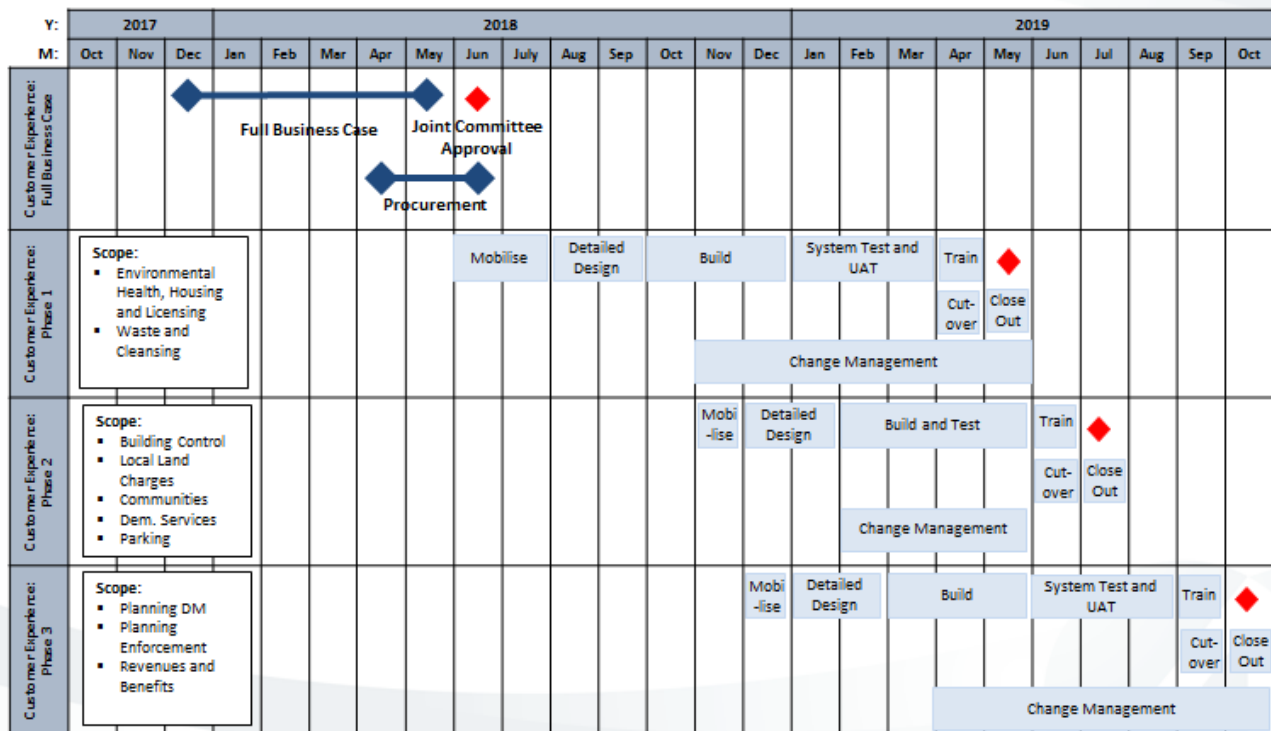 Y: 2017 2018 2019
M: Oct Nov Dec Jan Feb Mar Apr May Jun July Aug Sep Oct Nov Dec Jan Feb Mar Apr May Jun Jul Aug Sep Oct
Customer Experience:
Full Business Case
Full Business Case
Joint Committee
Approval
Procurement
Customer Experience:
Phase 1
Scope:
▪ Environmental
Health, Housing
and Licensing
▪ Waste and
Cleansing
Mobilise
Detailed
Design
Build
System Test and
UAT
Train
Cut-
over
Close
Out
Change Management
Customer Experience:
Phase 2
Scope:
▪ Building Control
▪ Local Land
Charges
▪ Communities
▪ Dem. Services
▪ Parking
Mobi
-lise
Detailed
Design
Build and Test
Train
Cut-
over
Close
Out
Change Management
Customer Experience:
Phase 3
Scope:
▪ Planning DM
▪ Planning
Enforcement
▪ Revenues and
Benefits
Mobi
-lise
Detailed
Design
Build
System Test and
UAT
Train
Cut-
over
Close
Out
Change Management